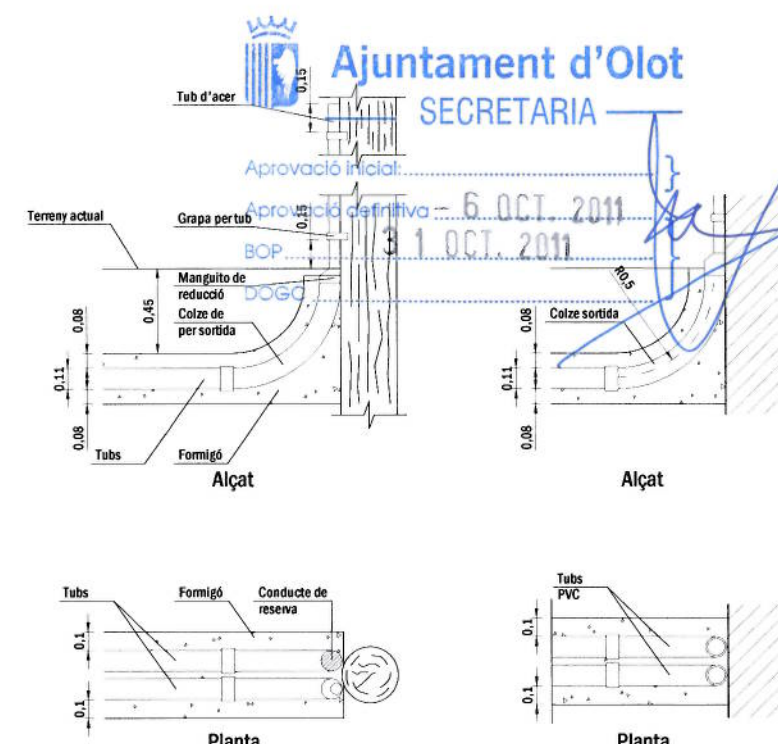 Ajuntament d'Olot
SECRETARIA
Aprovació inicial:
Aprovació definitiva - 6 OCT. 2011
BOP 31 OCT. 2011
DOGC
0,15
Tub d'acer
Terreny actual
Grapa per tub
0,15
Manguito de
reducció
Colze de
per sortida
0,45
0,08
0,11
0,08
Tubs
Formigó
Alçat
R0,5
Colze sortida
0,08
0,11
0,08
Alçat
Tubs
Formigó
Conducte de
reserva
0,1
0,1
Planta
Tubs
PVC
0,1
0,1
Planta